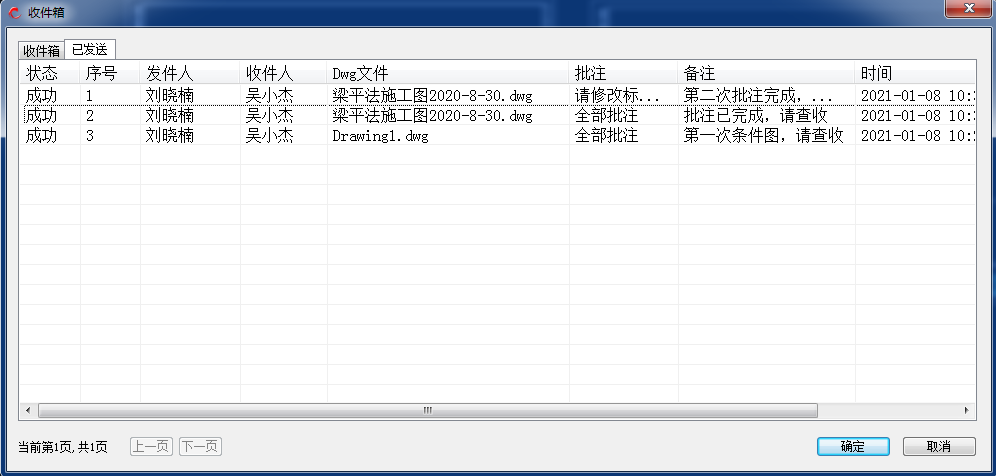 收件箱
收件箱 已发送
状态 序号 发件人 收件人 Dwg文件 批注 备注 时间
成功 1 刘晓楠 吴小杰 梁平法施工图2020-8-30.dwg 请修改标... 第二次批注完成，... 2021-01-08 10:
成功 2 刘晓楠 吴小杰 梁平法施工图2020-8-30.dwg 全部批注 批注已完成，请查收 2021-01-08 10:
成功 3 刘晓楠 吴小杰 Drawing1.dwg 全部批注 第一次条件图，请查收 2021-01-08 10:
当前第1页, 共1页 上一页 下一页 确定 取消